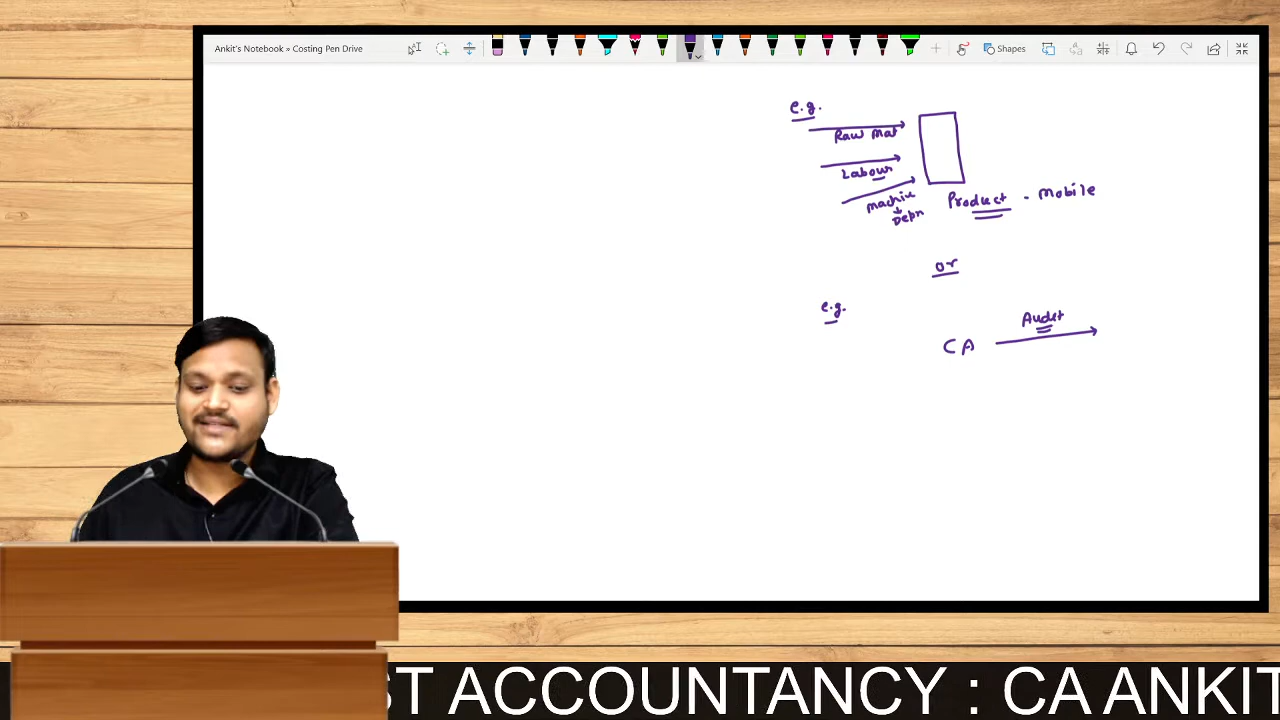 Ankit's Notebook » Costing Pen Drive
Shapes
e.g.
Raw Mat
Labour
Machin
Depn
Product - Mobile
or
e.g.
Audit
CA
ST ACCOUNTANCY : CA ANKIT